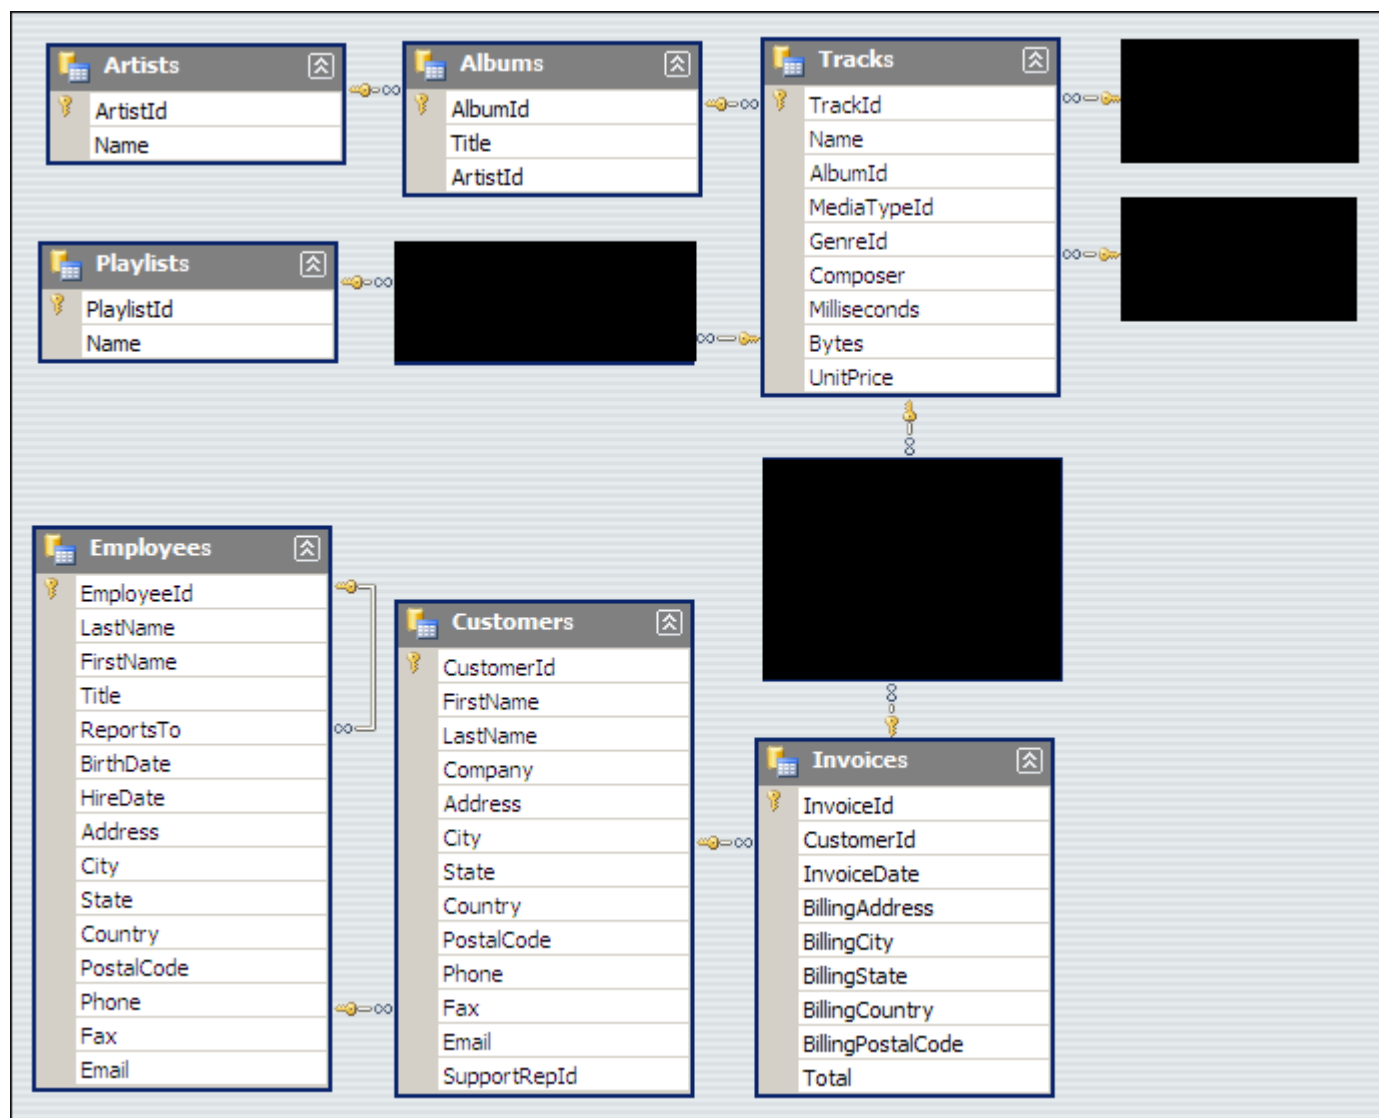 Artists
ArtistId
Name
Albums
AlbumId
Title
ArtistId
Tracks
TrackId
Name
AlbumId
MediaTypeId
GenreId
Composer
Milliseconds
Bytes
UnitPrice
Playlists
PlaylistId
Name
Employees
EmployeeId
LastName
FirstName
Title
ReportsTo
BirthDate
HireDate
Address
City
State
Country
PostalCode
Phone
Fax
Email
Customers
CustomerId
FirstName
LastName
Company
Address
City
State
Country
PostalCode
Phone
Fax
Email
SupportRepId
Invoices
InvoiceId
CustomerId
InvoiceDate
BillingAddress
BillingCity
BillingState
BillingCountry
BillingPostalCode
Total